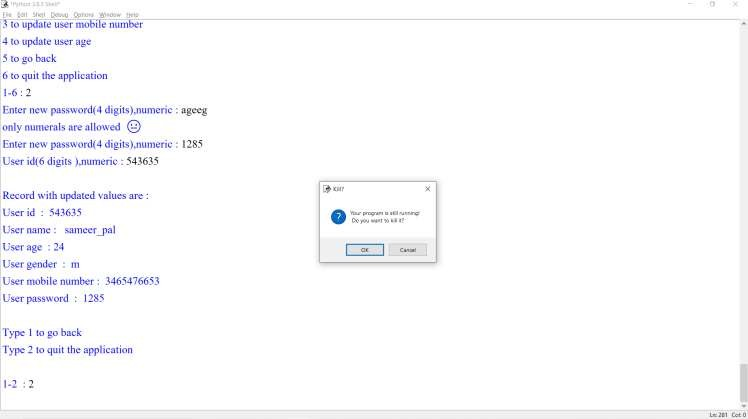 *Python 3.8.5 Shell*
File Edit Shell Debug Options Window Help
3 to update user mobile number
4 to update user age
5 to go back
6 to quit the application
1-6 : 2
Enter new password(4 digits),numeric : ageeg
only numerals are allowed 😐
Enter new password(4 digits),numeric : 1285
User id(6 digits ),numeric : 543635
Record with updated values are :
User id : 543635
User name : sameer_pal
User age : 24
User gender : m
User mobile number : 3465476653
User password : 1285
Type 1 to go back
Type 2 to quit the application
1-2 : 2
Kill?
Your program is still running!
Do you want to kill it?
OK Cancel
Ln: 281 Col: 0